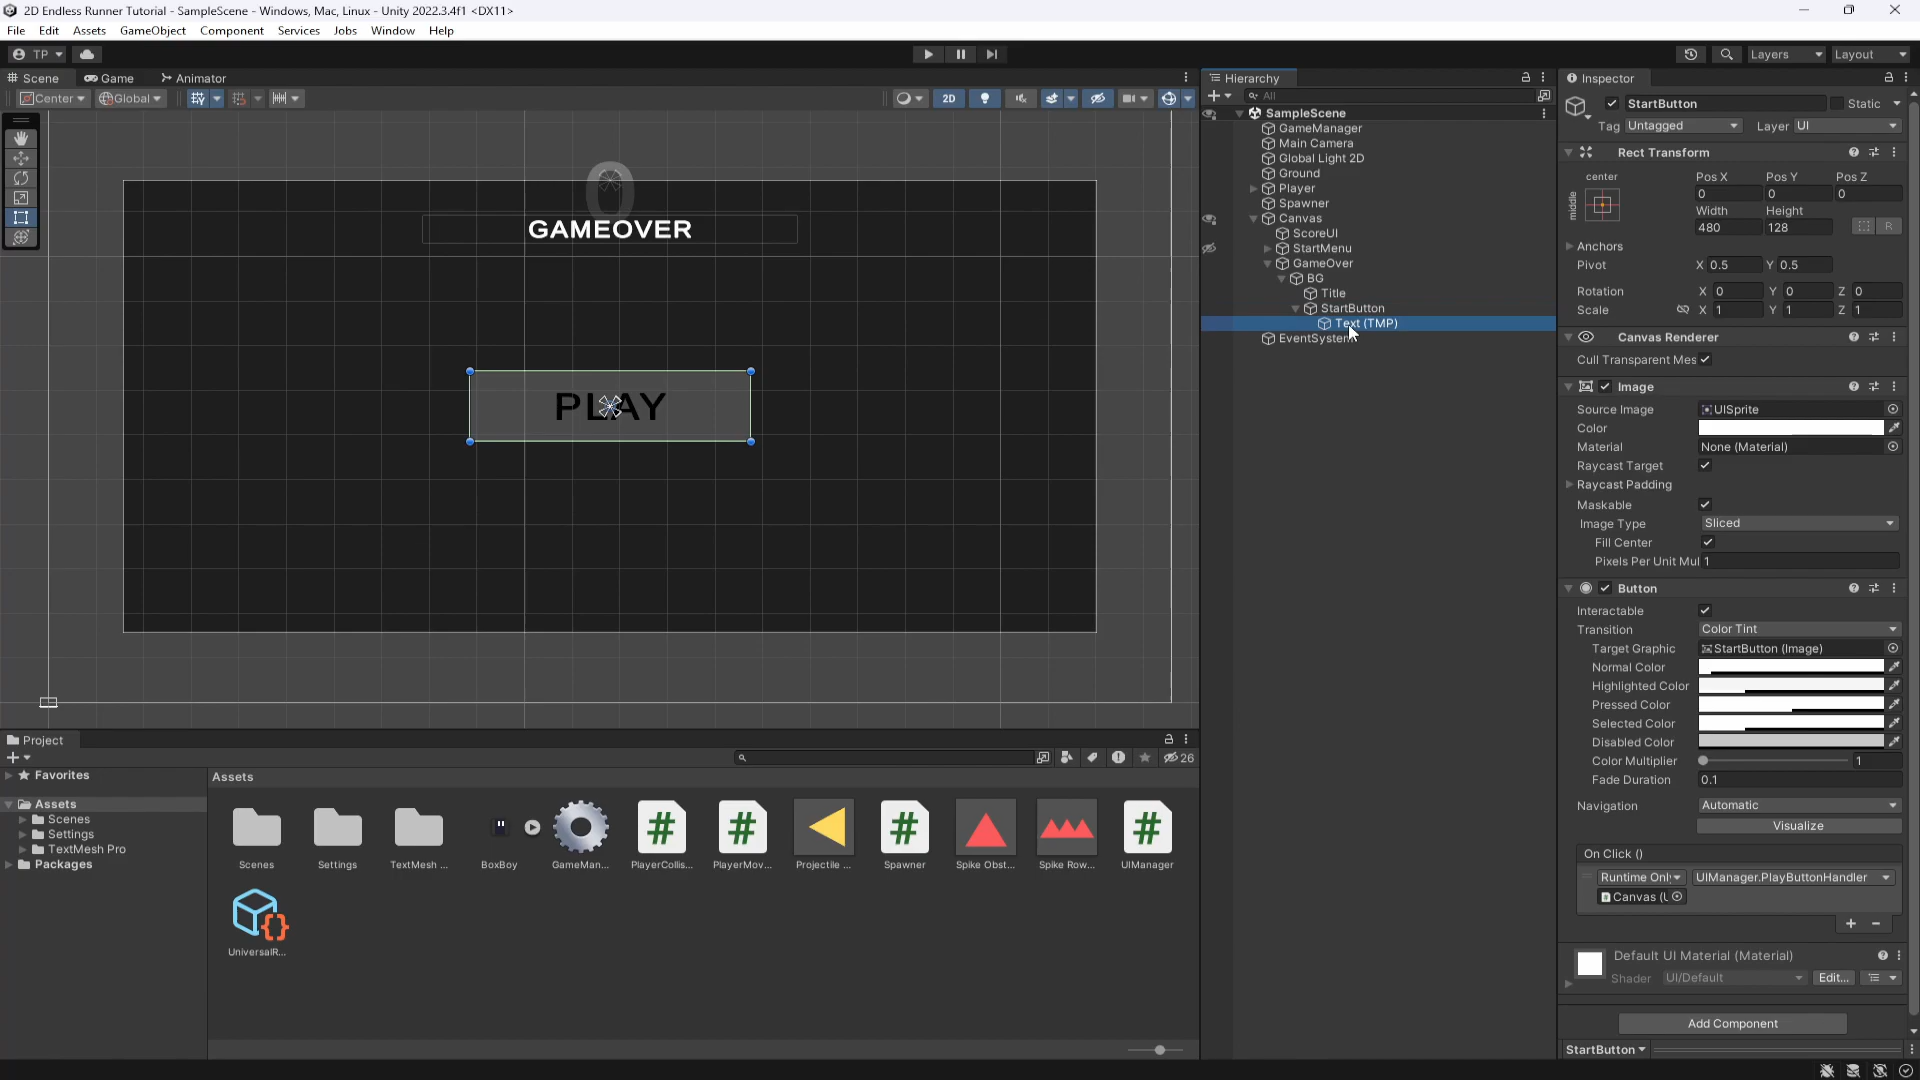 2D Endless Runner Tutorial - SampleScene - Windows, Mac, Linux - Unity 2022.3.4f1 <DX11>
File Edit Assets GameObject Component Services Jobs Window Help
TP Layers Layout
Scene Game Animator
Center Global 2D
0
GAMEOVER
PLAY
Hierarchy
All
SampleScene
GameManager
Main Camera
Global Light 2D
Ground
Player
Spawner
Canvas
ScoreUI
StartMenu
GameOver
BG
Title
StartButton
Text (TMP)
EventSystem
Inspector
StartButton Static
Tag Untagged Layer UI
Rect Transform
center Pos X Pos Y Pos Z
middle 0 0 0
Width Height
480 128 R
Anchors
Pivot X 0.5 Y 0.5
Rotation X 0 Y 0 Z 0
Scale X 1 Y 1 Z 1
Canvas Renderer
Cull Transparent Mes
Image
Source Image UISprite
Color
Material None (Material)
Raycast Target
Raycast Padding
Maskable
Image Type Sliced
Fill Center
Pixels Per Unit Mul 1
Button
Interactable
Transition Color Tint
Target Graphic StartButton (Image)
Normal Color
Highlighted Color
Pressed Color
Selected Color
Disabled Color
Color Multiplier 1
Fade Duration 0.1
Navigation Automatic
Visualize
On Click ()
Runtime Onl UIManager.PlayButtonHandler
Canvas (U
Default UI Material (Material)
Shader UI/Default Edit...
Add Component
StartButton
Project
26
Favorites
Assets
Scenes
Settings
TextMesh Pro
Packages
Assets
Scenes Settings TextMesh ... BoxBoy GameMan... PlayerCollis... PlayerMov... Projectile ... Spawner Spike Obst... Spike Row... UIManager
UniversalR...